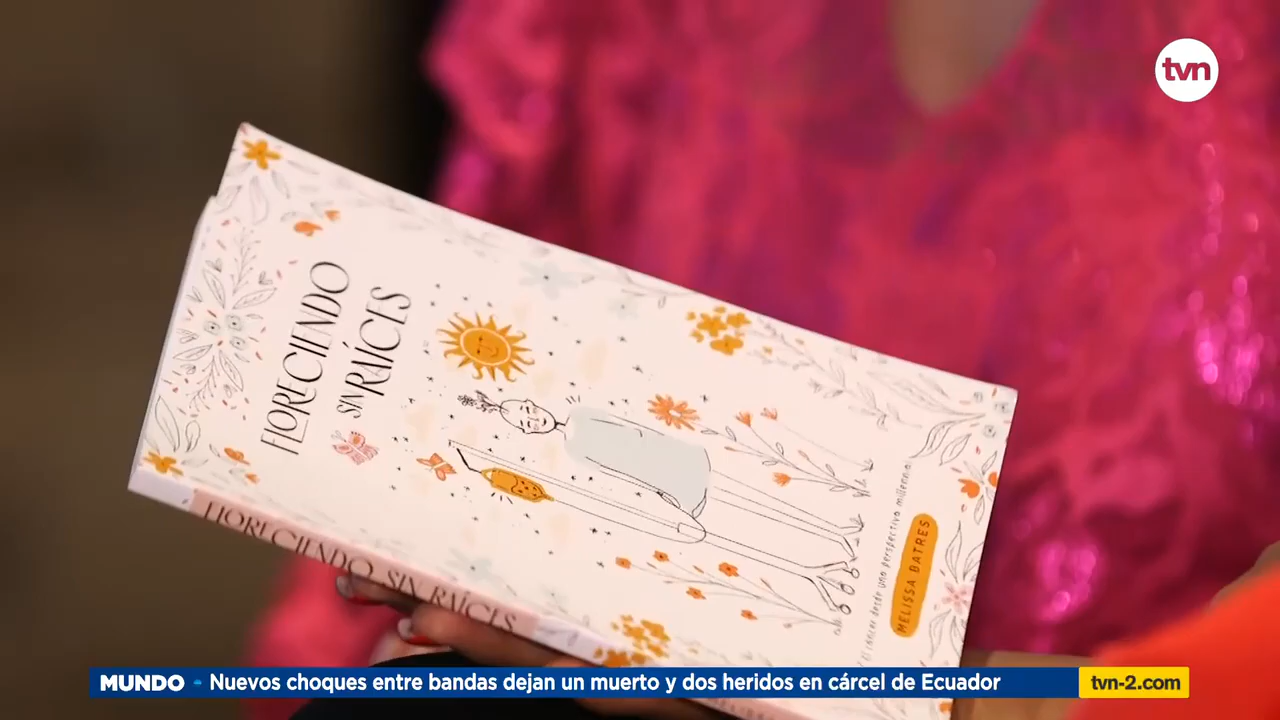 tvn
FLORECIENDO
SIN RAÍCES
El cáncer desde una perspectiva millennial
MELISSA BATRES
FLORECIENDO SIN RAÍCES
MUNDO - Nuevos choques entre bandas dejan un muerto y dos heridos en cárcel de Ecuador
tvn-2.com